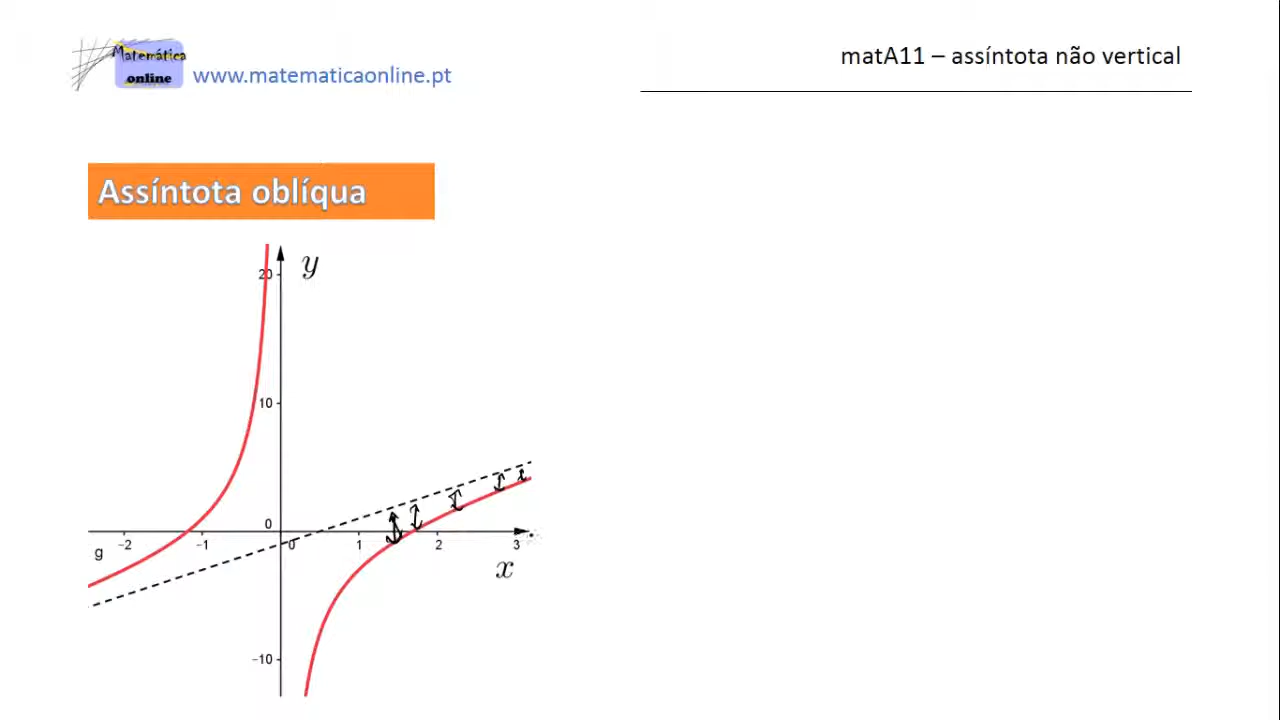 Matemática
online
www.matematicaonline.pt
matA11 – assíntota não vertical
Assíntota oblíqua
y
20
10
0
g
−2
−1
0
1
2
3
x
−10